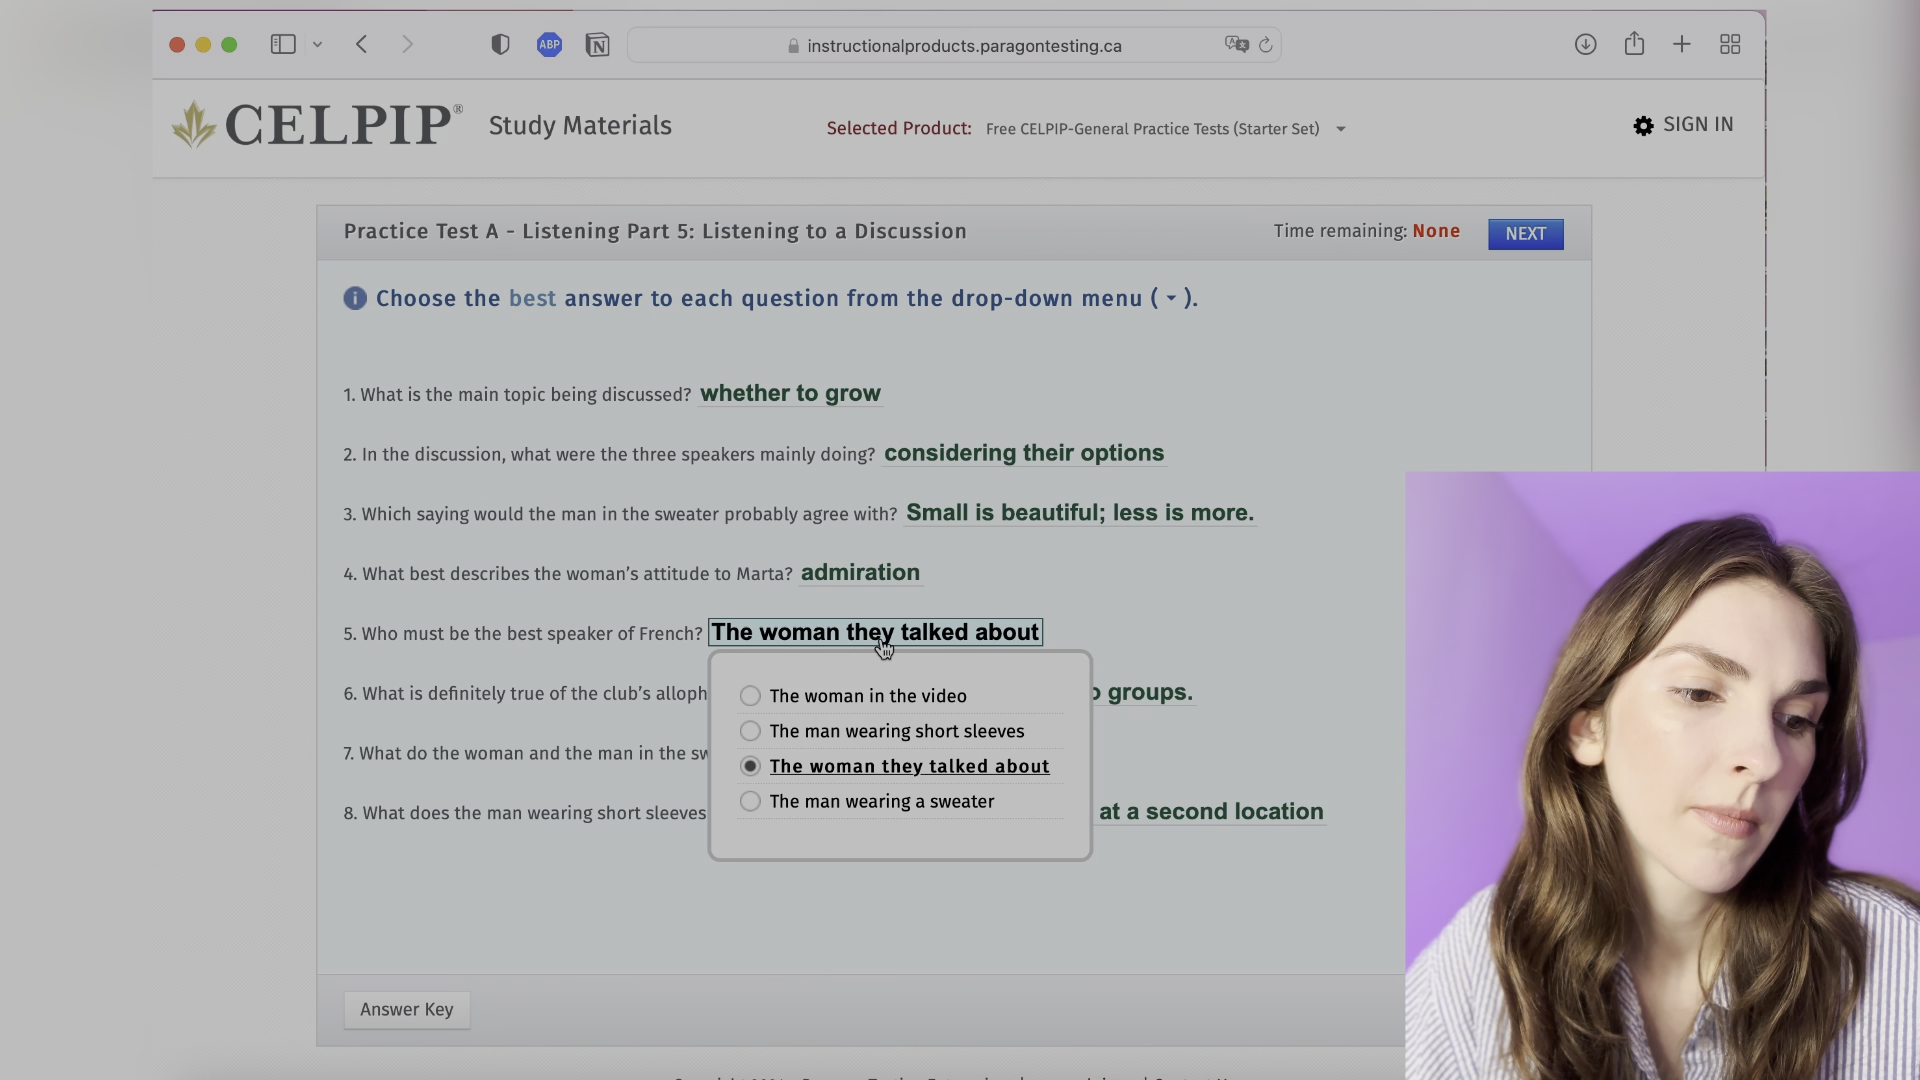 ABP
instructionalproducts.paragontesting.ca
CELPIP® Study Materials
Selected Product: Free CELPIP-General Practice Tests (Starter Set)
SIGN IN
Practice Test A - Listening Part 5: Listening to a Discussion
Time remaining: None
NEXT
Choose the best answer to each question from the drop-down menu ( ).
1. What is the main topic being discussed? whether to grow
2. In the discussion, what were the three speakers mainly doing? considering their options
3. Which saying would the man in the sweater probably agree with? Small is beautiful; less is more.
4. What best describes the woman's attitude to Marta? admiration
5. Who must be the best speaker of French? The woman they talked about
The woman in the video
The man wearing short sleeves
The woman they talked about
The man wearing a sweater
6. What is definitely true of the club's alloph groups.
7. What do the woman and the man in the sw
8. What does the man wearing short sleeves at a second location
Answer Key